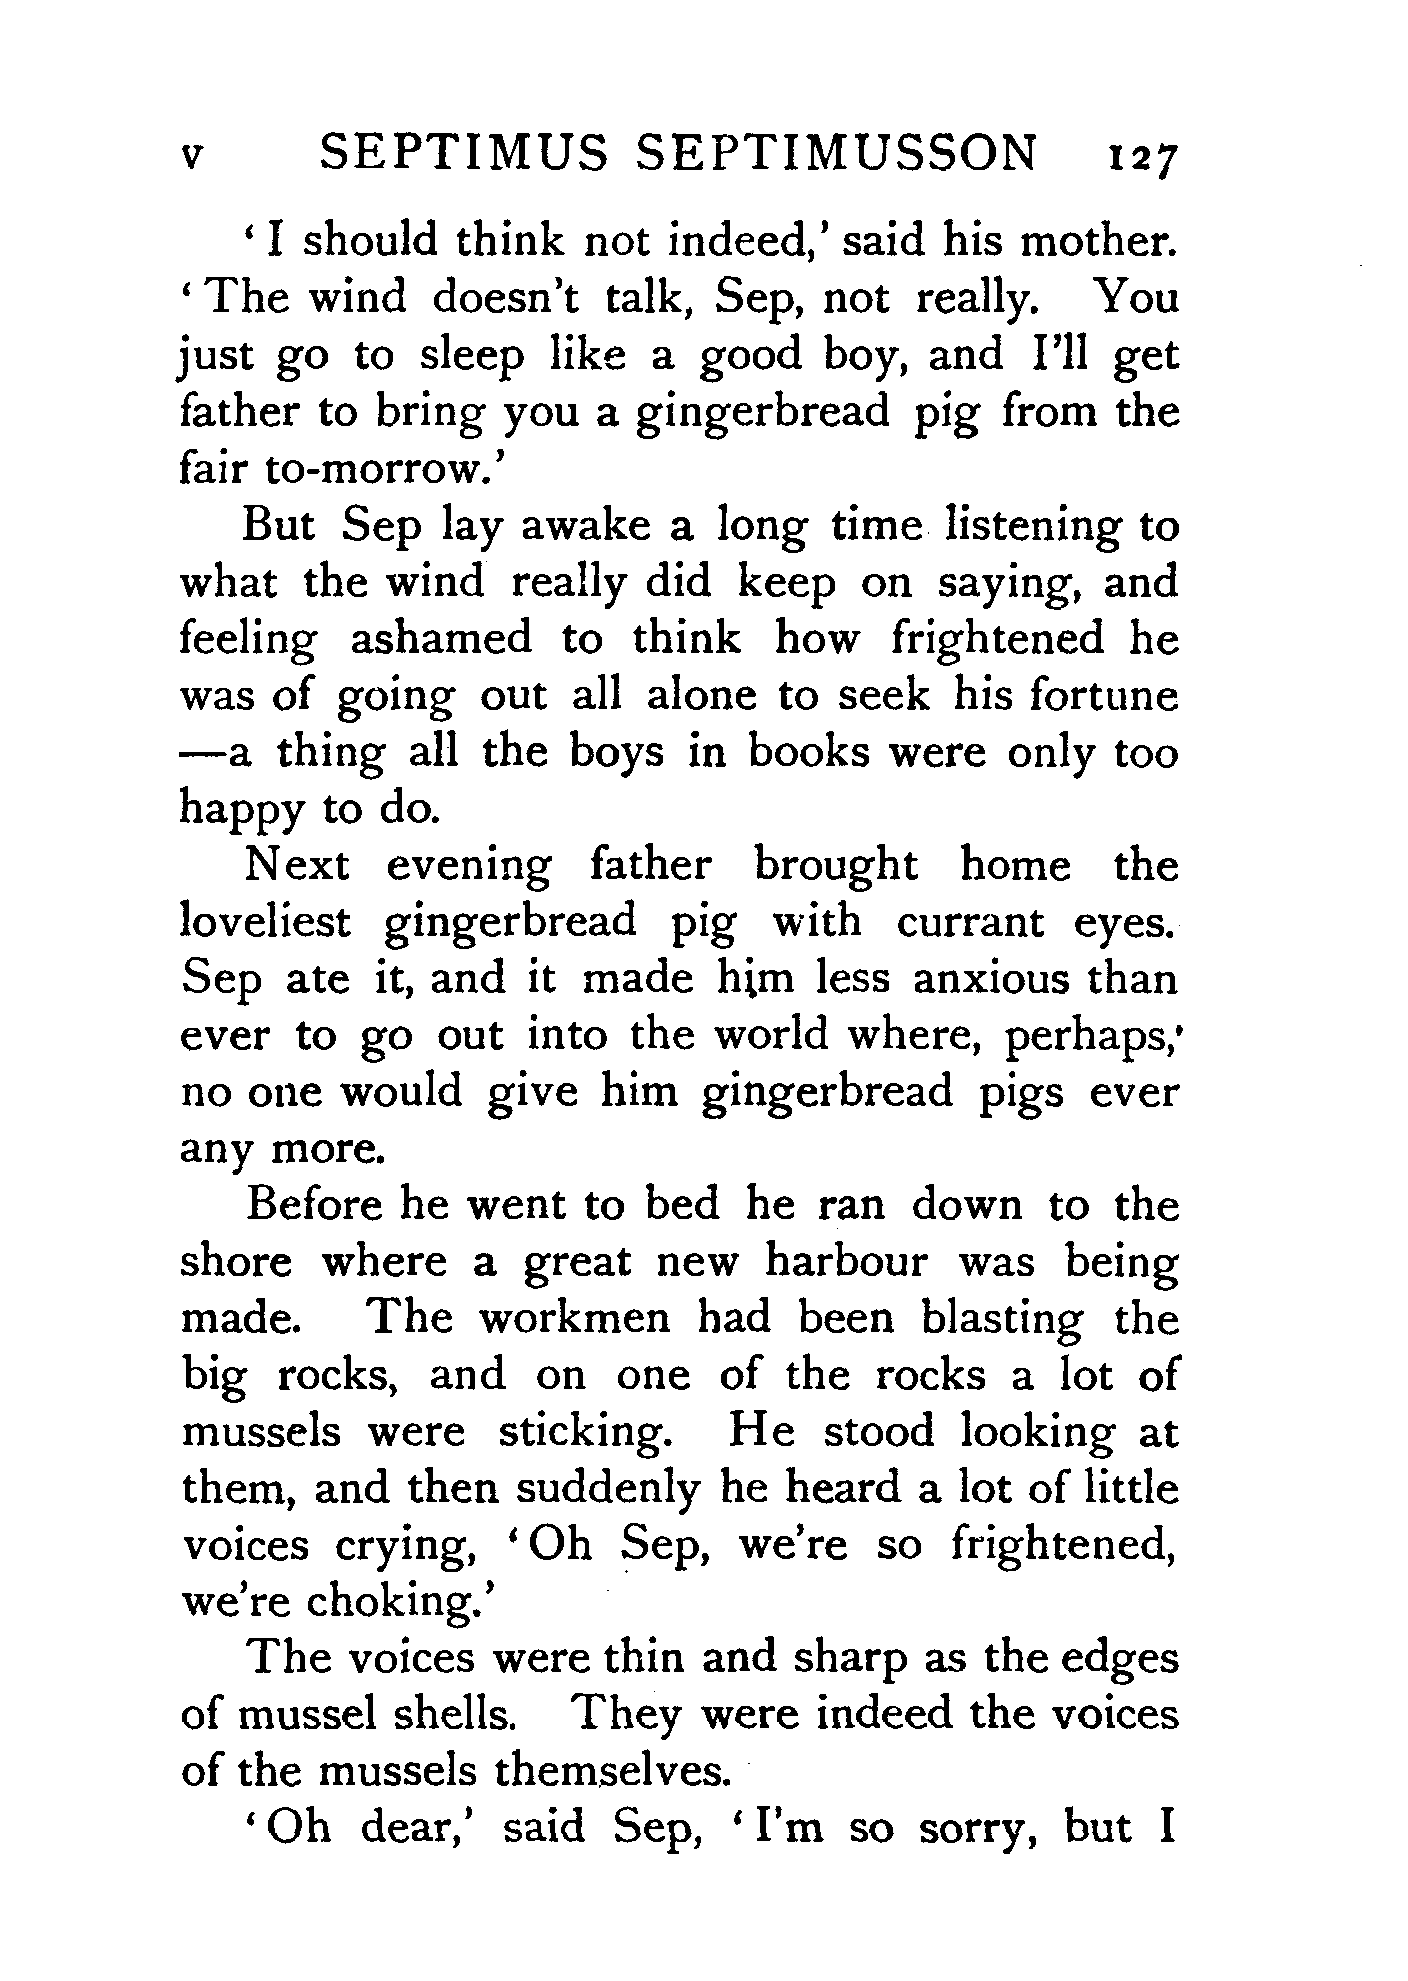 v SEPTIMUS SEPTIMUSSON 127
‘I should think not indeed,’ said his mother.
‘The wind doesn’t talk, Sep, not really. You
just go to sleep like a good boy, and I’ll get
father to bring you a gingerbread pig from the
fair to-morrow.’
But Sep lay awake a long time listening to
what the wind really did keep on saying, and
feeling ashamed to think how frightened he
was of going out all alone to seek his fortune
—a thing all the boys in books were only too
happy to do.
Next evening father brought home the
loveliest gingerbread pig with currant eyes.
Sep ate it, and it made him less anxious than
ever to go out into the world where, perhaps,
no one would give him gingerbread pigs ever
any more.
Before he went to bed he ran down to the
shore where a great new harbour was being
made. The workmen had been blasting the
big rocks, and on one of the rocks a lot of
mussels were sticking. He stood looking at
them, and then suddenly he heard a lot of little
voices crying, ‘Oh Sep, we’re so frightened,
we’re choking.’
The voices were thin and sharp as the edges
of mussel shells. They were indeed the voices
of the mussels themselves.
‘Oh dear,’ said Sep, ‘I’m so sorry, but I